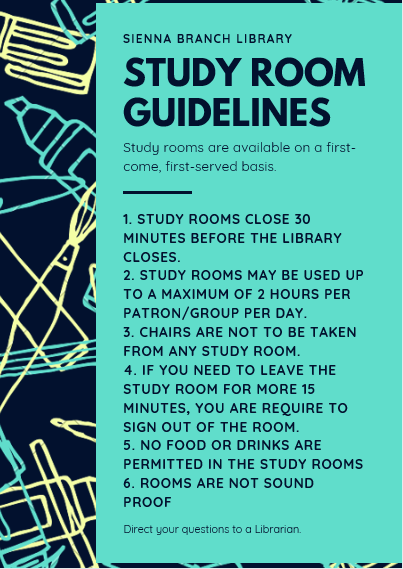 SIENNA BRANCH LIBRARY
STUDY ROOM
GUIDELINES
Study rooms are available on a first-
come, first-served basis.
1. STUDY ROOMS CLOSE 30
MINUTES BEFORE THE LIBRARY
CLOSES.
2. STUDY ROOMS MAY BE USED UP
TO A MAXIMUM OF 2 HOURS PER
PATRON/GROUP PER DAY.
3. CHAIRS ARE NOT TO BE TAKEN
FROM ANY STUDY ROOM.
4. IF YOU NEED TO LEAVE THE
STUDY ROOM FOR MORE 15
MINUTES, YOU ARE REQUIRE TO
SIGN OUT OF THE ROOM.
5. NO FOOD OR DRINKS ARE
PERMITTED IN THE STUDY ROOMS
6. ROOMS ARE NOT SOUND
PROOF
Direct your questions to a Librarian.